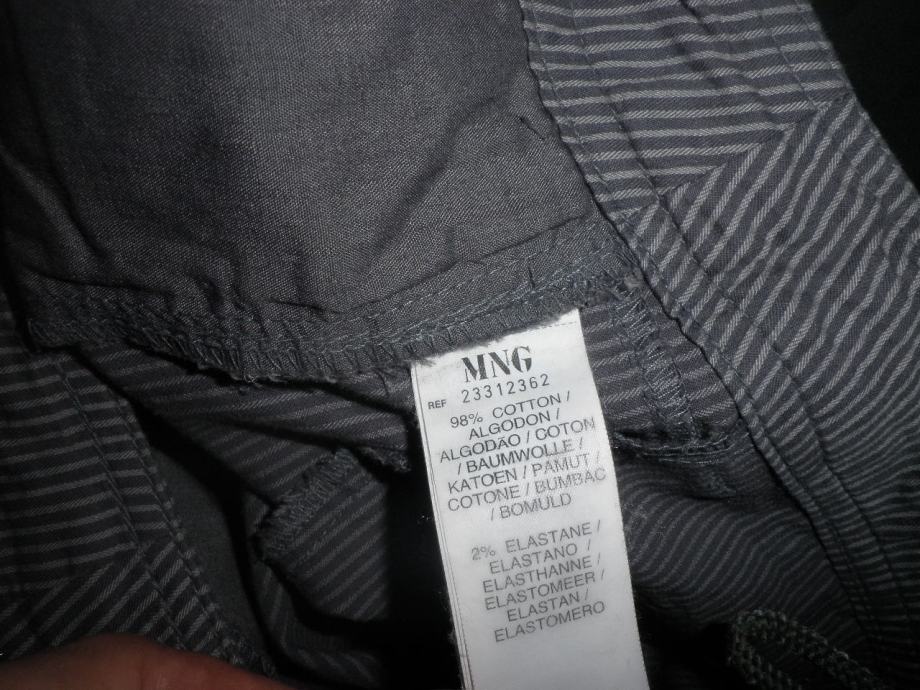 MNG
REF 23312362
98% COTTON /
ALGODON /
ALGODÃO / COTON
/ BAUMWOLLE /
KATOEN / PAMUT /
COTONE / BUMBAC
/ BOMULD
2% ELASTANE /
ELASTANO /
ELASTHANNE /
ELASTOMEER /
ELASTAN /
ELASTOMERO